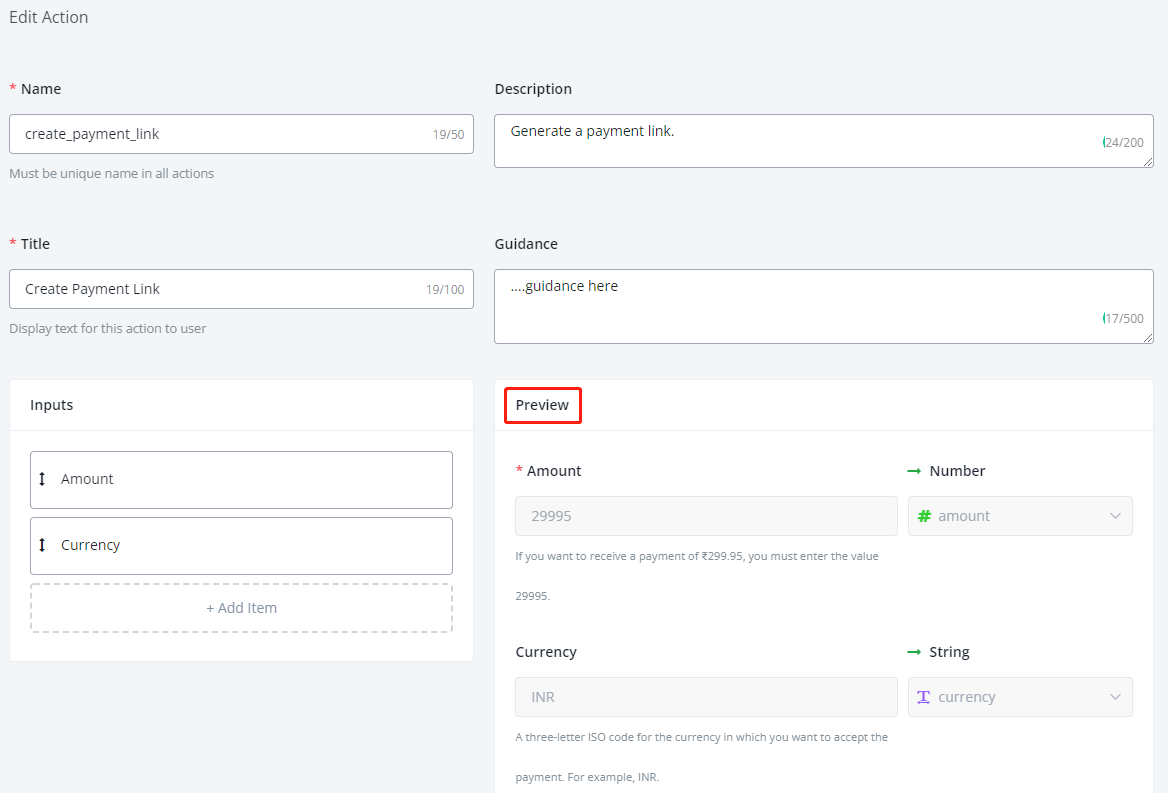 Edit Action
* Name
create_payment_link 19/50
Must be unique name in all actions
Description
Generate a payment link.
24/200
* Title
Create Payment Link 19/100
Display text for this action to user
Guidance
....guidance here
17/500
Inputs
Amount
Currency
+ Add Item
Preview
* Amount → Number
29995 # amount
If you want to receive a payment of ₹299.95, you must enter the value
29995.
Currency → String
INR T currency
A three-letter ISO code for the currency in which you want to accept the
payment. For example, INR.